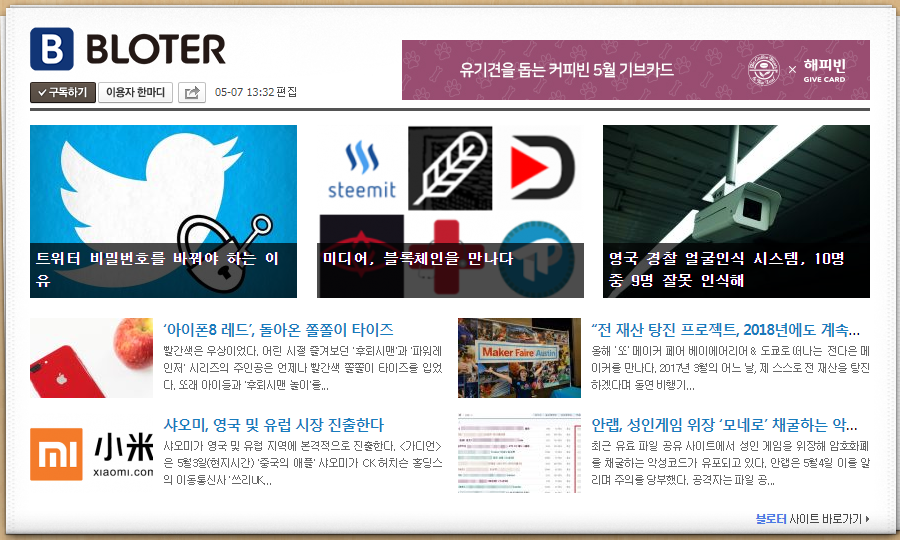 B BLOTER
유기견을 돕는 커피빈 5월 기브카드
× 해피빈
GIVE CARD
구독하기 이용자 한마디 05-07 13:32 편집
steemit
트위터 비밀번호를 바꿔야 하는 이
유
미디어, 블록체인을 만나다
영국 경찰 얼굴인식 시스템, 10명
중 9명 잘못 인식해
‘아이폰8 레드’, 돌아온 쫄쫄이 타이즈
빨간색은 우상이었다. 어린 시절 즐겨보던 '후뢰시맨'과 '파워레
인저' 시리즈의 주인공은 언제나 빨간색 쫄쫄이 타이즈를 입었
다. 또래 아이들과 '후뢰시맨 놀이'를...
Maker Faire Austin
“전 재산 탕진 프로젝트, 2018년에도 계속...
올해 '또' 메이커 페어 베이에어리어 & 도쿄로 떠나는 전다은 메
이커를 만나다. 2017년 3월의 어느 날, 제 스스로 전 재산을 탕진
하겠다며 돌연 비행기...
mi 小米
xiaomi.com
샤오미, 영국 및 유럽 시장 진출한다
샤오미가 영국 및 유럽 지역에 본격적으로 진출한다. <가디언>
은 5월3일(현지시간) '중국의 애플' 샤오미가 CK 허치슨 홀딩스
의 이동통신사 '쓰리UK...
안랩, 성인게임 위장 ‘모네로’ 채굴하는 악...
최근 유료 파일 공유 사이트에서 성인 게임을 위장해 암호화폐
를 채굴하는 악성코드가 유포되고 있다. 안랩은 5월4일 이를 알
리며 주의를 당부했다. 공격자는 파일 공...
블로터 사이트 바로가기